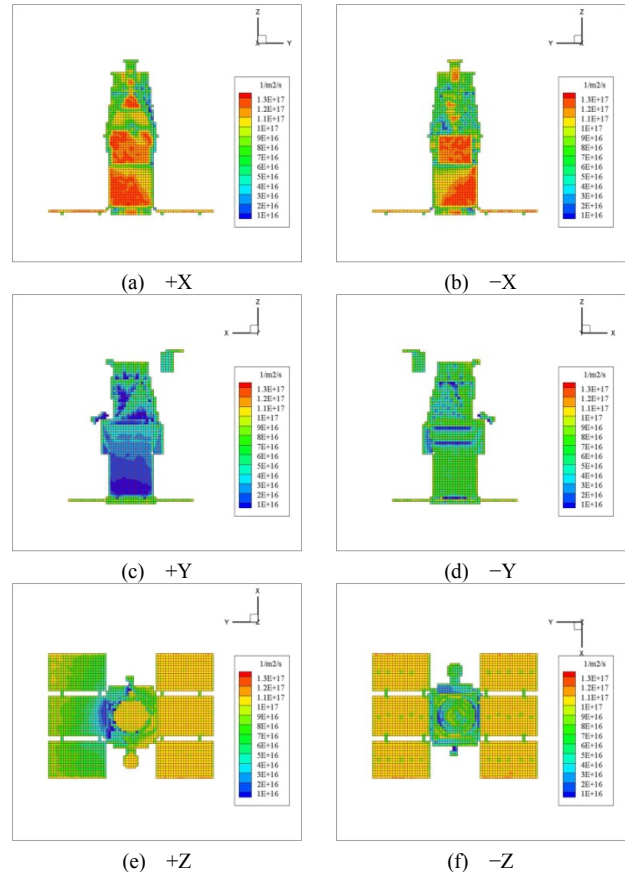 Z
X Y
1/m2/s
1.3E+17
1.2E+17
1.1E+17
1E+17
9E+16
8E+16
7E+16
6E+16
5E+16
4E+16
3E+16
2E+16
1E+16
(a) +X
Z
Y X
1/m2/s
1.3E+17
1.2E+17
1.1E+17
1E+17
9E+16
8E+16
7E+16
6E+16
5E+16
4E+16
3E+16
2E+16
1E+16
(b) −X
Z
X Y
1/m2/s
1.3E+17
1.2E+17
1.1E+17
1E+17
9E+16
8E+16
7E+16
6E+16
5E+16
4E+16
3E+16
2E+16
1E+16
(c) +Y
Z
Y X
1/m2/s
1.3E+17
1.2E+17
1.1E+17
1E+17
9E+16
8E+16
7E+16
6E+16
5E+16
4E+16
3E+16
2E+16
1E+16
(d) −Y
X
Y Z
1/m2/s
1.3E+17
1.2E+17
1.1E+17
1E+17
9E+16
8E+16
7E+16
6E+16
5E+16
4E+16
3E+16
2E+16
1E+16
(e) +Z
Y Z
X
1/m2/s
1.3E+17
1.2E+17
1.1E+17
1E+17
9E+16
8E+16
7E+16
6E+16
5E+16
4E+16
3E+16
2E+16
1E+16
(f) −Z